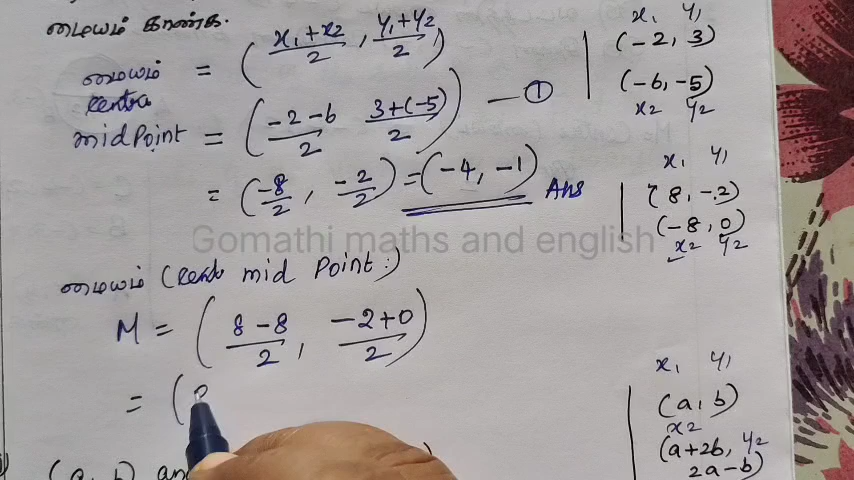 மையம் காண்க.
மையம் = ( x₁+x₂ / 2 , y₁+y₂ / 2 )
x₁ y₁
(-2, 3)
(-6, -5)
x₂ y₂
centre
midPoint = ( -2-6 / 2 3+(-5) / 2 ) — ①
= ( -8/2 , -2/2 ) = (-4, -1) Ans
x₁ y₁
(8, -2)
(-8, 0)
x₂ y₂
Gomathi maths and english
மையம் ( mid Point:)
M = ( 8-8 / 2 , -2+0 / 2 )
= (
x₁ y₁
(a, b)
x₂
(a+2b, y₂
2a-b)
(a, b) an